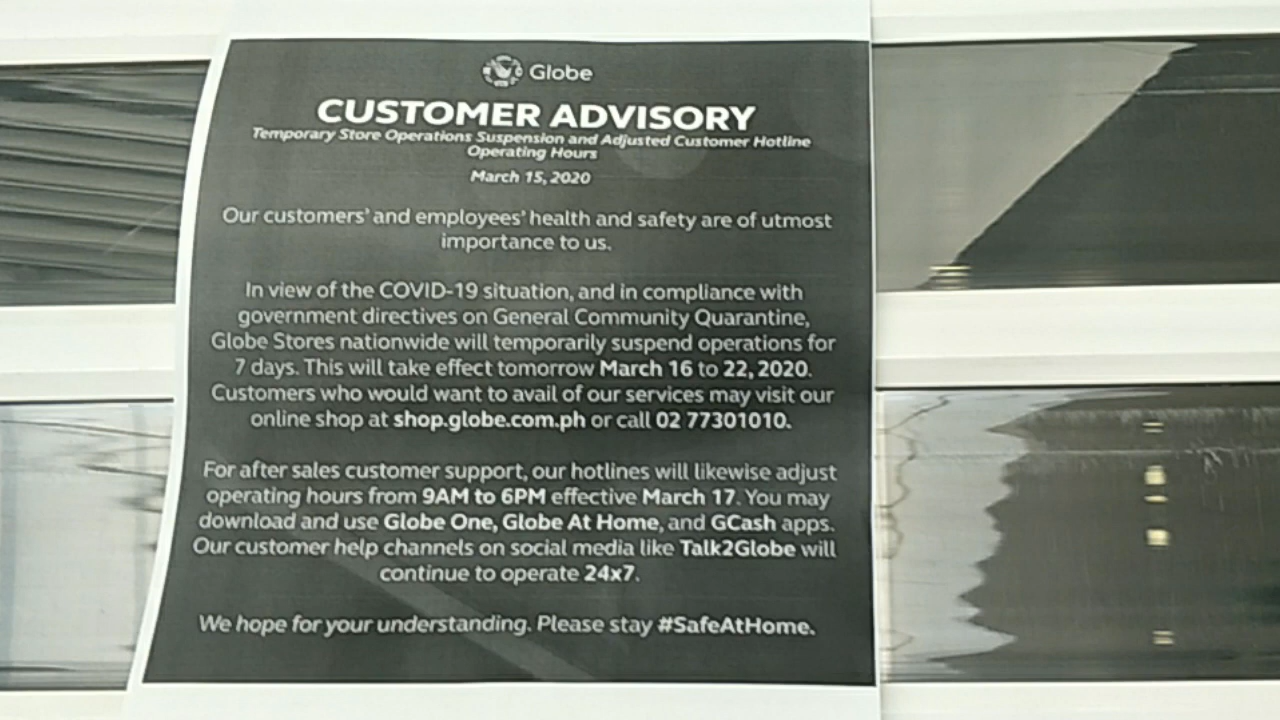 Globe
CUSTOMER ADVISORY
Temporary Store Operations Suspension and Adjusted Customer Hotline
Operating Hours
March 15, 2020
Our customers' and employees' health and safety are of utmost
importance to us.
In view of the COVID-19 situation, and in compliance with
government directives on General Community Quarantine,
Globe Stores nationwide will temporarily suspend operations for
7 days. This will take effect tomorrow March 16 to 22, 2020.
Customers who would want to avail of our services may visit our
online shop at shop.globe.com.ph or call 02 77301010.
For after sales customer support, our hotlines will likewise adjust
operating hours from 9AM to 6PM effective March 17. You may
download and use Globe One, Globe At Home, and GCash apps.
Our customer help channels on social media like Talk2Globe will
continue to operate 24x7.
We hope for your understanding. Please stay #SafeAtHome.